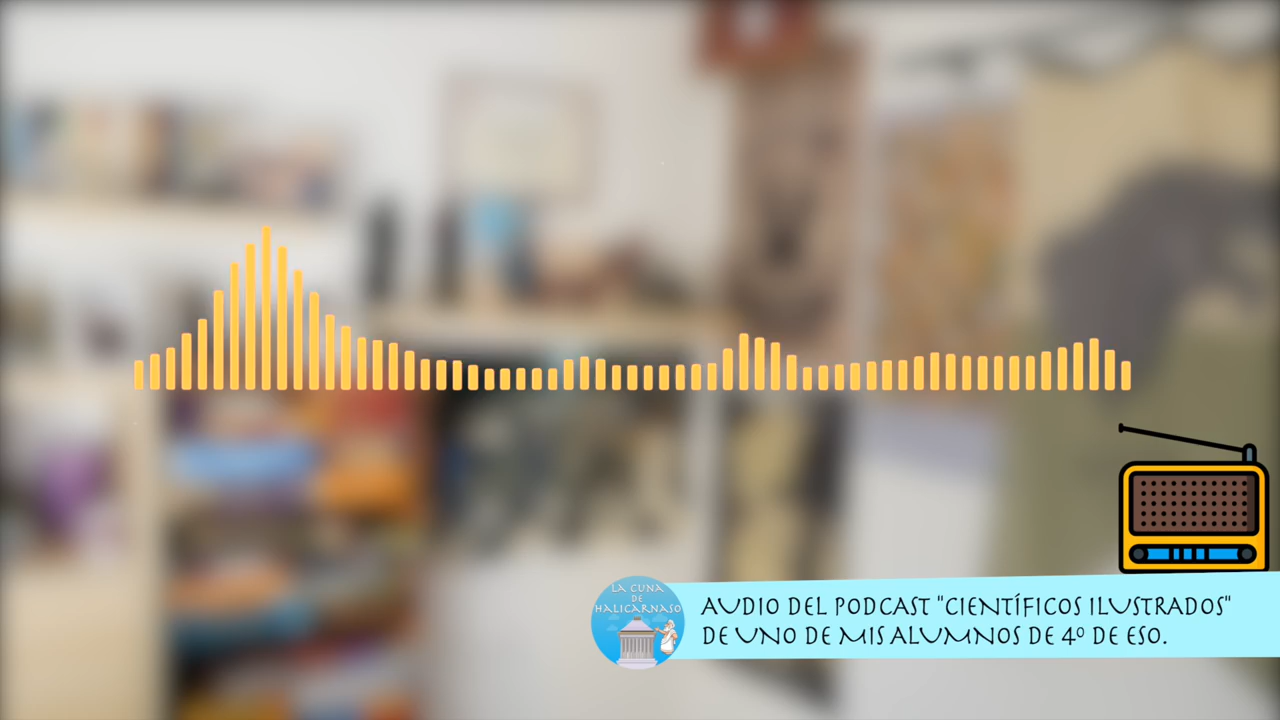 LA CUNA
DE
HALICARNASO
AUDIO DEL PODCAST "CIENTÍFICOS ILUSTRADOS"
DE UNO DE MIS ALUMNOS DE 4º DE ESO.